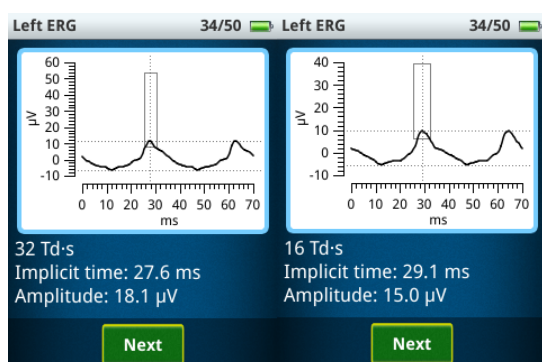 Left ERG 34/50
60
50
40
30
20
10
0
-10
µV
0 10 20 30 40 50 60 70
ms
32 Td·s
Implicit time: 27.6 ms
Amplitude: 18.1 µV
Next
Left ERG 34/50
40
30
20
10
0
-10
µV
0 10 20 30 40 50 60 70
ms
16 Td·s
Implicit time: 29.1 ms
Amplitude: 15.0 µV
Next